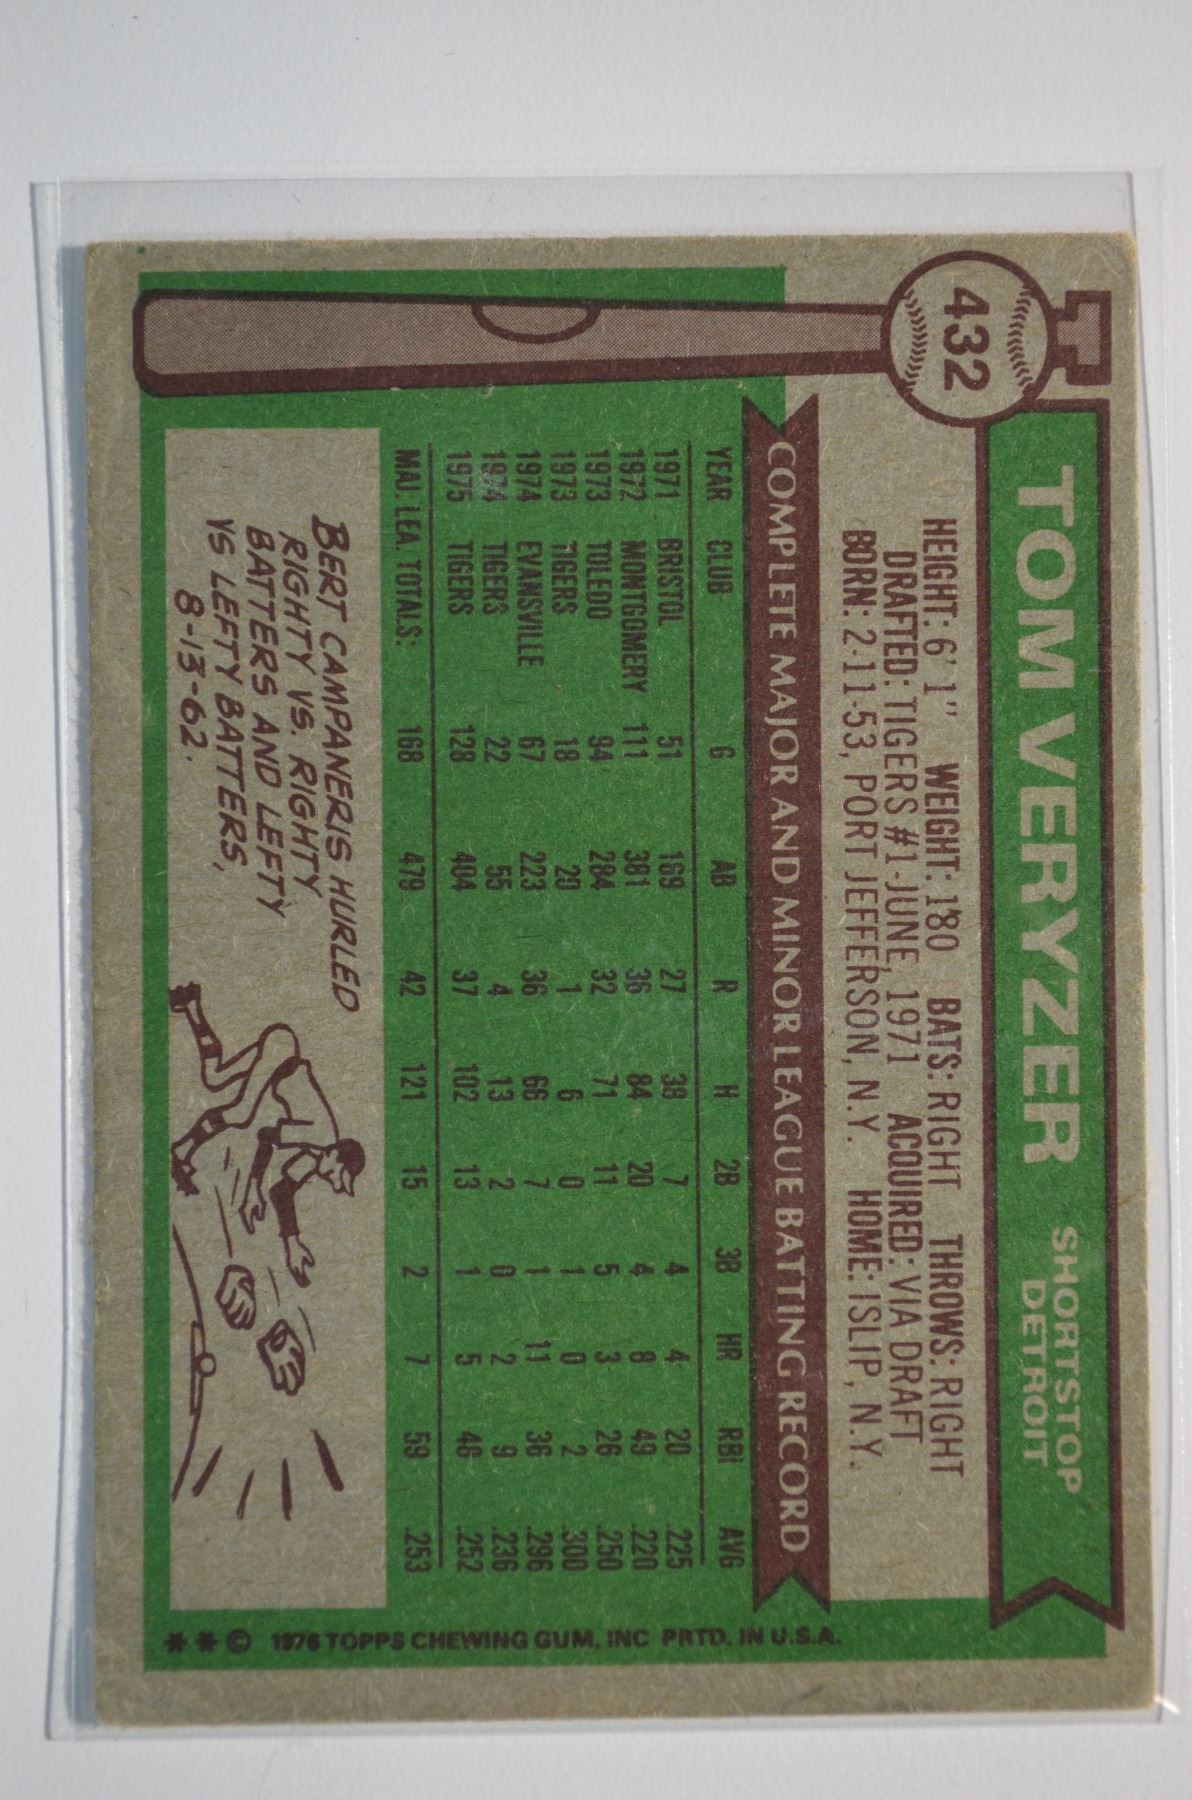 432
TOM VERYZER
SHORTSTOP
DETROIT
HEIGHT: 6' 1" WEIGHT: 180 BATS: RIGHT THROWS: RIGHT
DRAFTED: TIGERS #1-JUNE, 1971 ACQUIRED: VIA DRAFT
BORN: 2-11-53, PORT JEFFERSON, N.Y. HOME: ISLIP, N.Y.
COMPLETE MAJOR AND MINOR LEAGUE BATTING RECORD
YEAR CLUB G AB R H 2B 3B HR RBI AVG
1971 BRISTOL 51 169 27 38 7 4 4 20 .225
1972 MONTGOMERY 111 381 36 84 20 4 8 49 .220
1973 TOLEDO 94 284 32 71 11 5 3 26 .250
1973 TIGERS 18 20 1 6 0 1 0 2 .300
1974 EVANSVILLE 67 223 36 66 7 1 11 36 .296
1974 TIGERS 22 55 4 13 2 0 2 9 .236
1975 TIGERS 128 404 37 102 13 1 5 48 .252
MAJ. LEA. TOTALS: 168 479 42 121 15 2 7 59 .253
BERT CAMPANERIS HURLED
RIGHTY VS. RIGHTY
BATTERS AND LEFTY
VS LEFTY BATTERS,
8-13-62.
* * © 1976 TOPPS CHEWING GUM, INC PRTD. IN U.S.A.